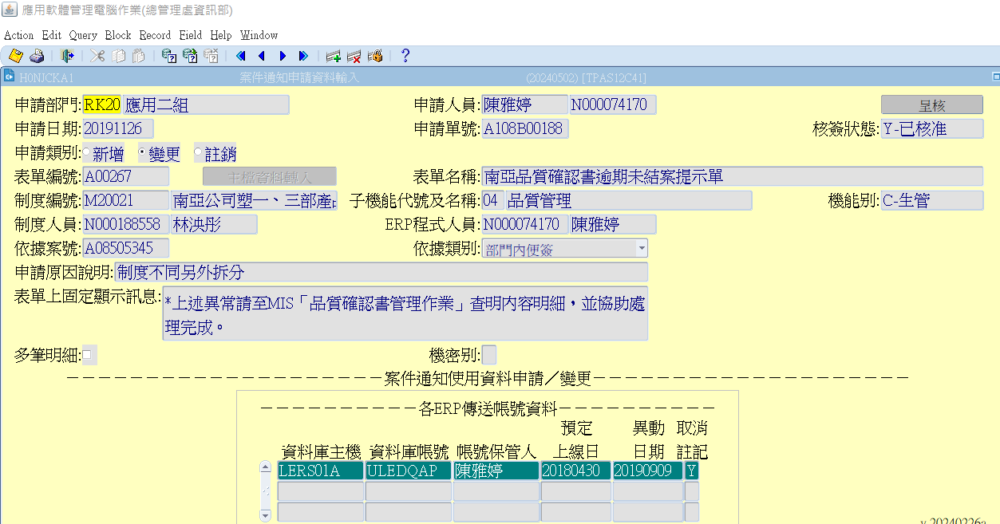 應用軟體管理電腦作業(總管理處資訊部)
Action Edit Query Block Record Field Help Window
H0NJCKA1 案件通知申請資料輸入 (20240502) [TPAS12C41]
申請部門: RK20 應用二組 申請人員: 陳雅婷 N000074170 呈核
申請日期: 20191126 申請單號: A108B00188 核簽狀態: Y-已核准
申請類別: 新增 變更 註銷
表單編號: A00267 主檔資料轉入 表單名稱: 南亞品質確認書逾期未結案提示單
制度編號: M20021 南亞公司塑一、三部產品 子機能代號及名稱: 04 品質管理 機能別: C-生管
制度人員: N000188558 林泱彤 ERP程式人員: N000074170 陳雅婷
依據案號: A08505345 依據類別: 部門內便簽
申請原因說明: 制度不同另外拆分
表單上固定顯示訊息: *上述異常請至MIS「品質確認書管理作業」查明內容明細，並協助處
理完成。
多筆明細: 機密別:
案件通知使用資料申請／變更
各ERP傳送帳號資料
預定 異動 取消
資料庫主機 資料庫帳號 帳號保管人 上線日 日期 註記
LERS01A ULEDQAP 陳雅婷 20180430 20190909 Y
v.20240226a